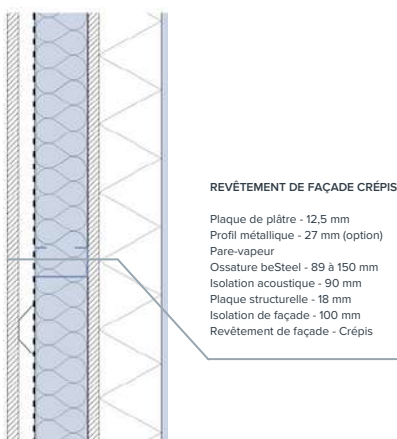 REVÊTEMENT DE FAÇADE CRÉPIS
Plaque de plâtre - 12,5 mm
Profil métallique - 27 mm (option)
Pare-vapeur
Ossature beSteel - 89 à 150 mm
Isolation acoustique - 90 mm
Plaque structurelle - 18 mm
Isolation de façade - 100 mm
Revêtement de façade - Crépis